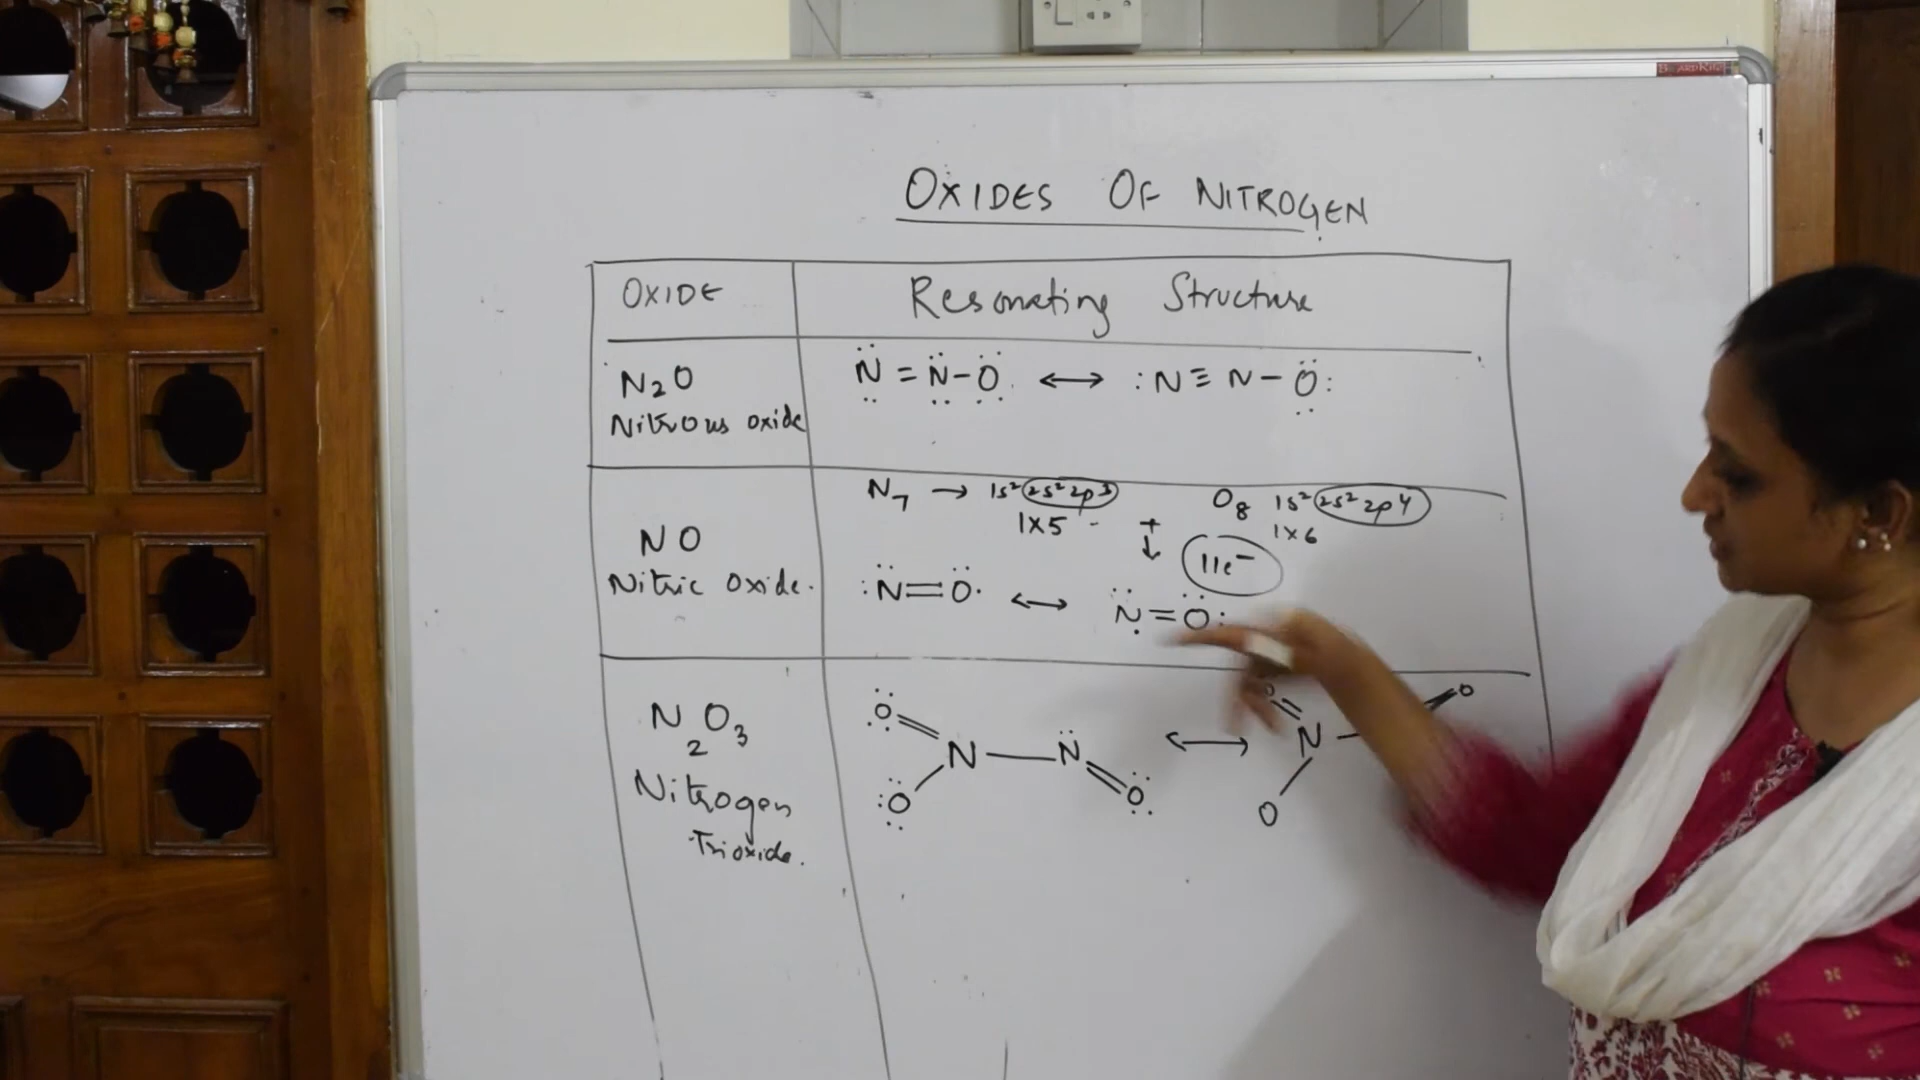 BOARDRITE
OXIDES OF NITROGEN
OXIDE
Resonating Structure
N2O
Nitrous oxide
N̤̈ = N̤̈ - Ö̤ ⟷ :N ≡ N - Ö̤:
NO
Nitric Oxide.
N7 → 1s² 2s² 2p³
O8 1s² 2s² 2p4
1x5
+
1x6
↓
11e⁻
:N̈=Ö· ⟷ N̤̈=Ö:
N2O3
Nitrogen
Trioxide.
O N N O
O
⟷
O N O
O